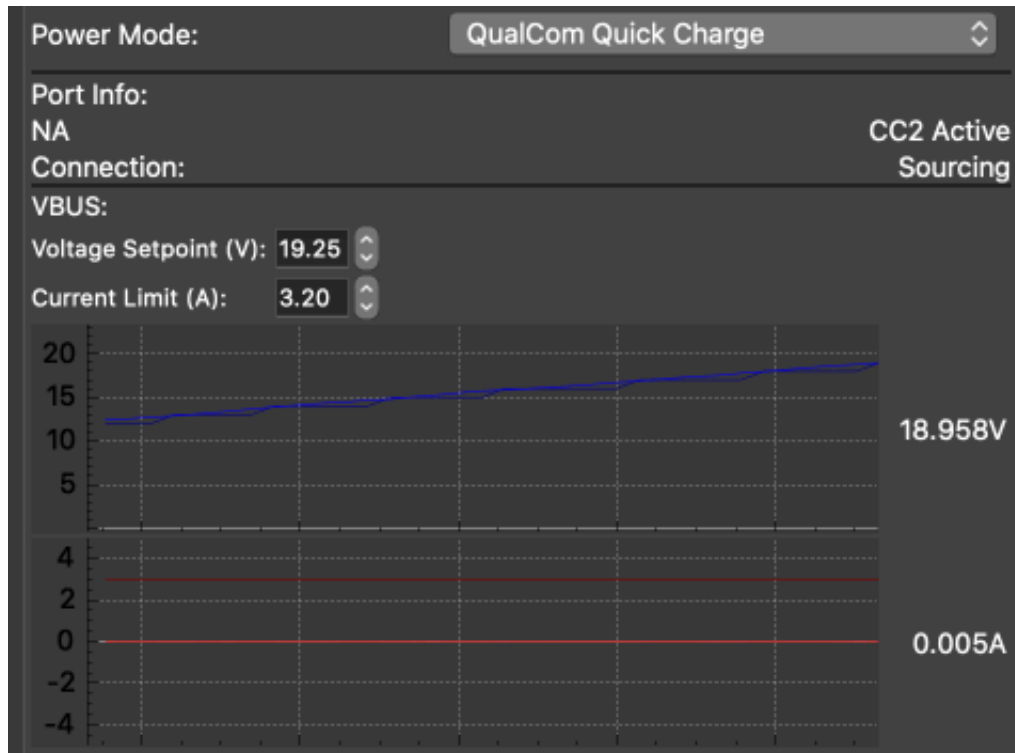 Power Mode: QualCom Quick Charge
Port Info:
NA CC2 Active
Connection: Sourcing
VBUS:
Voltage Setpoint (V): 19.25
Current Limit (A): 3.20
20
15
10
5
18.958V
4
2
0
-2
-4
0.005A